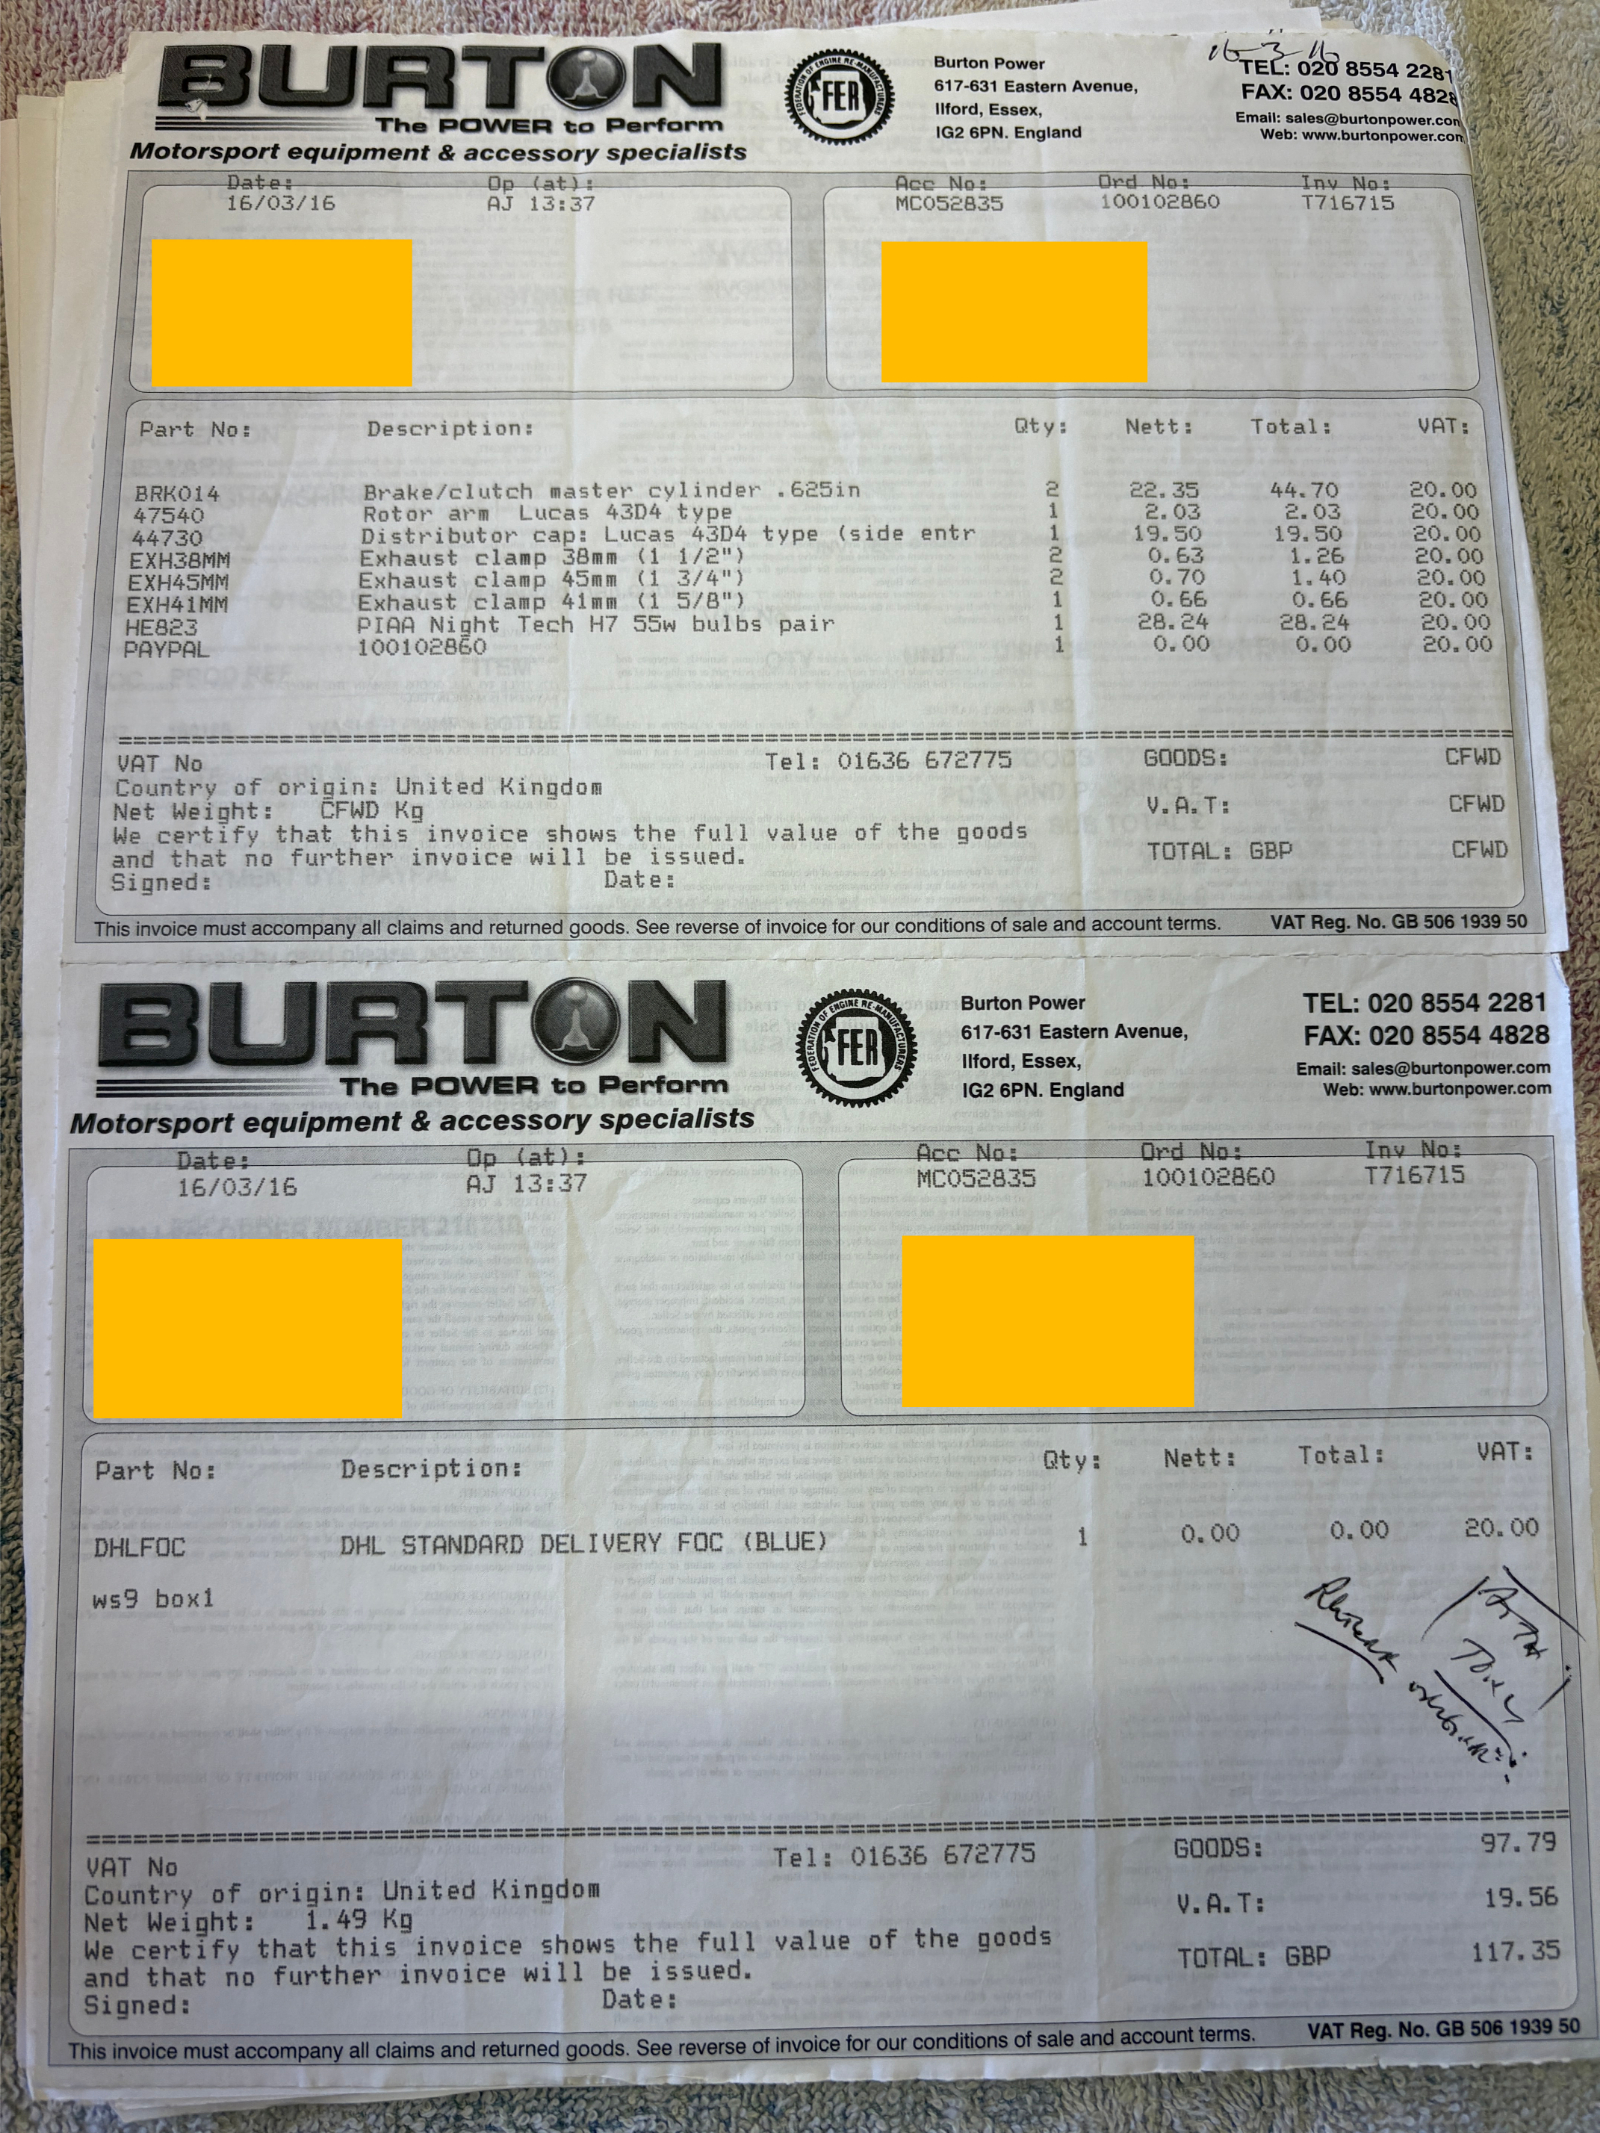 BURTON
The POWER to Perform
Motorsport equipment & accessory specialists
FEDERATION OF ENGINE RE-MANUFACTURERS
FER
Burton Power
617-631 Eastern Avenue,
Ilford, Essex,
IG2 6PN. England
16-3-16
TEL: 020 8554 2281
FAX: 020 8554 4828
Email: sales@burtonpower.com
Web: www.burtonpower.com
Date: Op (at): Acc No: Ord No: Inv No:
16/03/16 AJ 13:37 MC052835 100102860 T716715
Part No: Description: Qty: Nett: Total: VAT:
BRK014 Brake/clutch master cylinder .625in 2 22.35 44.70 20.00
47540 Rotor arm Lucas 43D4 type 1 2.03 2.03 20.00
44730 Distributor cap: Lucas 43D4 type (side entr 1 19.50 19.50 20.00
EXH38MM Exhaust clamp 38mm (1 1/2") 2 0.63 1.26 20.00
EXH45MM Exhaust clamp 45mm (1 3/4") 2 0.70 1.40 20.00
EXH41MM Exhaust clamp 41mm (1 5/8") 1 0.66 0.66 20.00
HE823 PIAA Night Tech H7 55w bulbs pair 1 28.24 28.24 20.00
PAYPAL 100102860 1 0.00 0.00 20.00
VAT No Tel: 01636 672775 GOODS: CFWD
Country of origin: United Kingdom
Net Weight: CFWD Kg V.A.T: CFWD
We certify that this invoice shows the full value of the goods
and that no further invoice will be issued. TOTAL: GBP CFWD
Signed: Date:
This invoice must accompany all claims and returned goods. See reverse of invoice for our conditions of sale and account terms. VAT Reg. No. GB 506 1939 50
BURTON
The POWER to Perform
Motorsport equipment & accessory specialists
FEDERATION OF ENGINE RE-MANUFACTURERS
FER
Burton Power
617-631 Eastern Avenue,
Ilford, Essex,
IG2 6PN. England
TEL: 020 8554 2281
FAX: 020 8554 4828
Email: sales@burtonpower.com
Web: www.burtonpower.com
Date: Op (at): Acc No: Ord No: Inv No:
16/03/16 AJ 13:37 MC052835 100102860 T716715
Part No: Description: Qty: Nett: Total: VAT:
DHLFOC DHL STANDARD DELIVERY FOC (BLUE) 1 0.00 0.00 20.00
ws9 box1
VAT No Tel: 01636 672775 GOODS: 97.79
Country of origin: United Kingdom
Net Weight: 1.49 Kg V.A.T: 19.56
We certify that this invoice shows the full value of the goods
and that no further invoice will be issued. TOTAL: GBP 117.35
Signed: Date:
This invoice must accompany all claims and returned goods. See reverse of invoice for our conditions of sale and account terms. VAT Reg. No. GB 506 1939 50